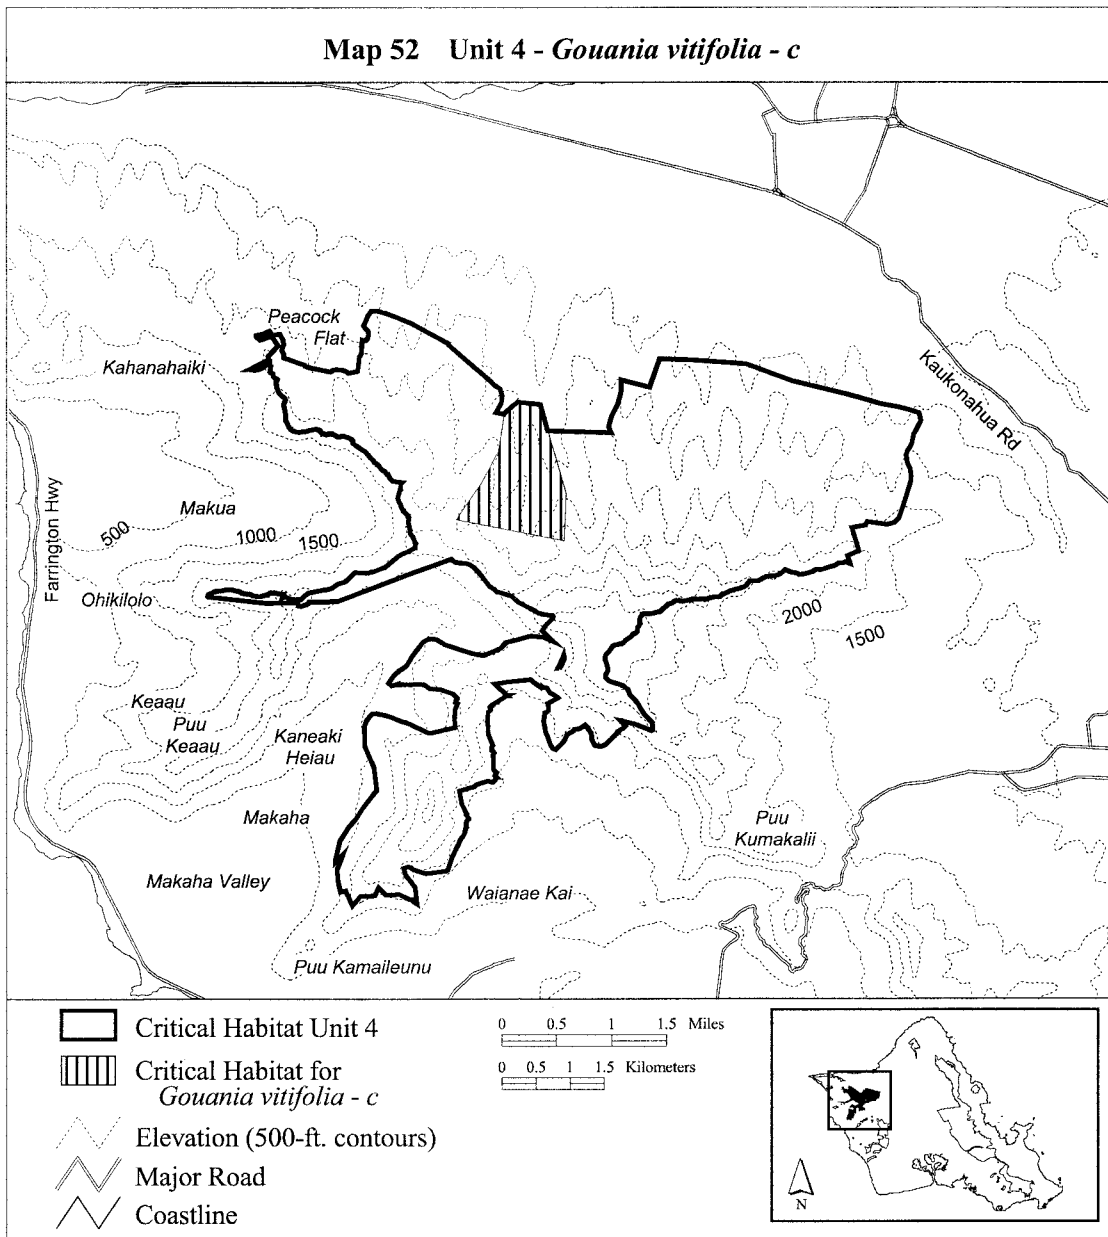 Map 52 Unit 4 - Gouania vitifolia - c
Peacock
Flat
Kahanahaiki
Kaukonahua Rd
Farrington Hwy
Makua
500
1000
1500
Ohikilolo
2000
1500
Keaau
Puu
Keaau
Kaneaki
Heiau
Makaha
Puu
Kumakalii
Makaha Valley
Waianae Kai
Puu Kamaileunu
Critical Habitat Unit 4
Critical Habitat for
Gouania vitifolia - c
Elevation (500-ft. contours)
Major Road
Coastline
0 0.5 1 1.5 Miles
0 0.5 1 1.5 Kilometers
N